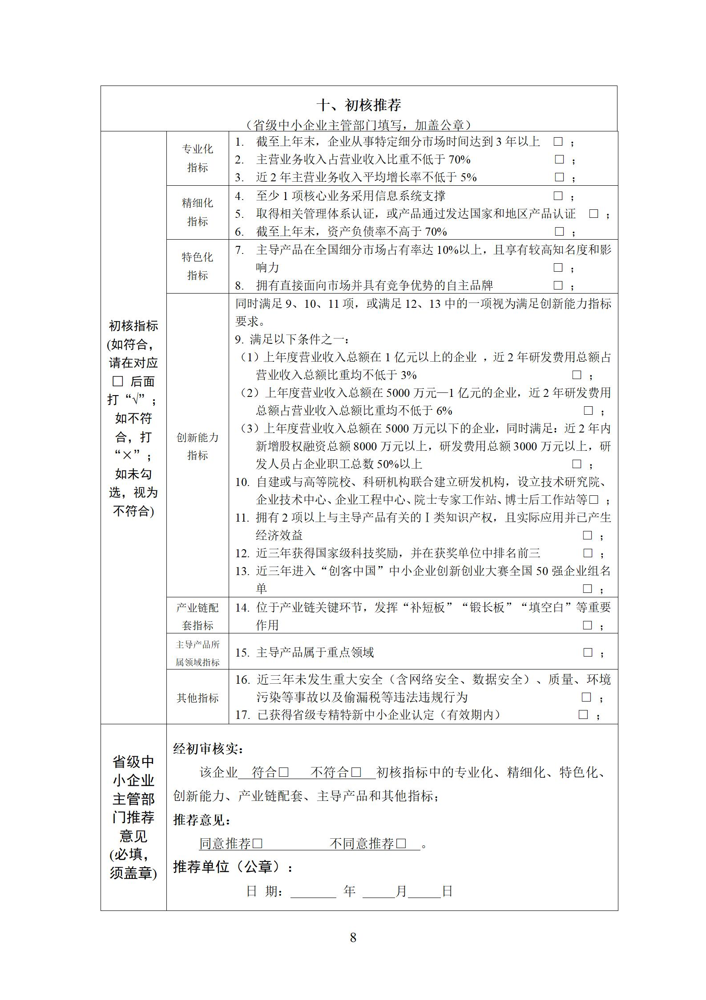 十、初核推荐
（省级中小企业主管部门填写，加盖公章）
初核指标
(如符合，
请在对应
□ 后面
打“√”；
如不符
合，打
“×”；
如未勾
选，视为
不符合)
专业化
指标
1. 截至上年末，企业从事特定细分市场时间达到 3 年以上 □ ；
2. 主营业务收入占营业收入比重不低于 70% □ ；
3. 近 2 年主营业务收入平均增长率不低于 5% □ ；
精细化
指标
4. 至少 1 项核心业务采用信息系统支撑 □ ；
5. 取得相关管理体系认证，或产品通过发达国家和地区产品认证 □ ；
6. 截至上年末，资产负债率不高于 70% □ ；
特色化
指标
7. 主导产品在全国细分市场占有率达 10%以上，且享有较高知名度和影
响力 □ ；
8. 拥有直接面向市场并具有竞争优势的自主品牌 □ ；
创新能力
指标
同时满足 9、10、11 项，或满足 12、13 中的一项视为满足创新能力指标
要求。
9. 满足以下条件之一：
（1）上年度营业收入总额在 1 亿元以上的企业 ，近 2 年研发费用总额占
营业收入总额比重均不低于 3% □ ；
（2）上年度营业收入总额在 5000 万元—1 亿元的企业，近 2 年研发费用
总额占营业收入总额比重均不低于 6% □ ；
（3）上年度营业收入总额在 5000 万元以下的企业，同时满足：近 2 年内
新增股权融资总额 8000 万元以上，研发费用总额 3000 万元以上，研
发人员占企业职工总数 50%以上 □ ；
10. 自建或与高等院校、科研机构联合建立研发机构，设立技术研究院、
企业技术中心、企业工程中心、院士专家工作站、博士后工作站等□ ；
11. 拥有 2 项以上与主导产品有关的Ⅰ类知识产权，且实际应用并已产生
经济效益 □ ；
12. 近三年获得国家级科技奖励，并在获奖单位中排名前三 □ ；
13. 近三年进入“创客中国”中小企业创新创业大赛全国 50 强企业组名
单 □ ；
产业链配
套指标
14. 位于产业链关键环节，发挥“补短板”“锻长板”“填空白”等重要
作用 □ ；
主导产品所
属领域指标
15. 主导产品属于重点领域 □ ；
其他指标
16. 近三年未发生重大安全（含网络安全、数据安全）、质量、环境
污染等事故以及偷漏税等违法违规行为 □ ；
17. 已获得省级专精特新中小企业认定（有效期内） □ ；
省级中
小企业
主管部
门推荐
意见
(必填，
须盖章)
经初审核实：
该企业 符合□ 不符合□ 初核指标中的专业化、精细化、特色化、
创新能力、产业链配套、主导产品和其他指标；
推荐意见：
同意推荐□ 不同意推荐□ 。
推荐单位（公章）：
日 期：_______ 年 _____月_____日
8